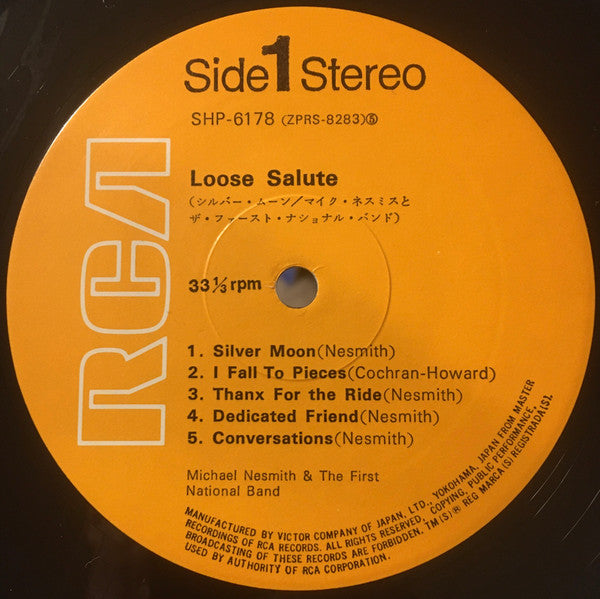 Side 1 Stereo
SHP-6178 (ZPRS-8283)⑤
RCA
Loose Salute
(シルバー・ムーン/マイク・ネスミスと
ザ・ファースト・ナショナル・バンド)
33 1/3 rpm
1. Silver Moon(Nesmith)
2. I Fall To Pieces(Cochran-Howard)
3. Thanx For the Ride(Nesmith)
4. Dedicated Friend(Nesmith)
5. Conversations(Nesmith)
Michael Nesmith & The First
National Band
MANUFACTURED BY VICTOR COMPANY OF JAPAN, LTD., YOKOHAMA, JAPAN FROM MASTER
RECORDINGS OF RCA RECORDS. ALL RIGHTS RESERVED, COPYING, PUBLIC PERFORMANCE,
BROADCASTING OF THESE RECORDS ARE FORBIDDEN. TM(S)® REG MARCA(S) REGISTRADA(S).
USED BY AUTHORITY OF RCA CORPORATION.